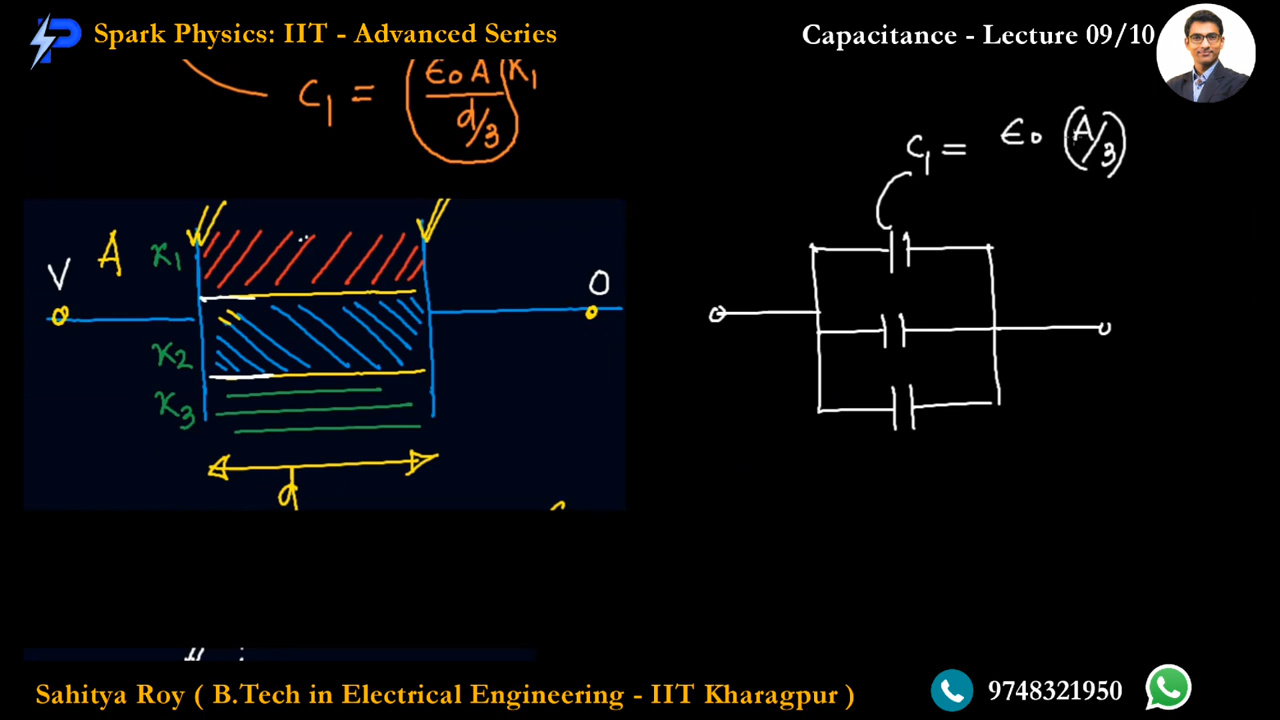 Spark Physics: IIT - Advanced Series
Capacitance - Lecture 09/10
C₁ = (ε₀ A / d/3) K₁
C₁ = ε₀ (A/3)
A
K₁
V
O
K₂
K₃
d
Sahitya Roy ( B.Tech in Electrical Engineering - IIT Kharagpur )
9748321950